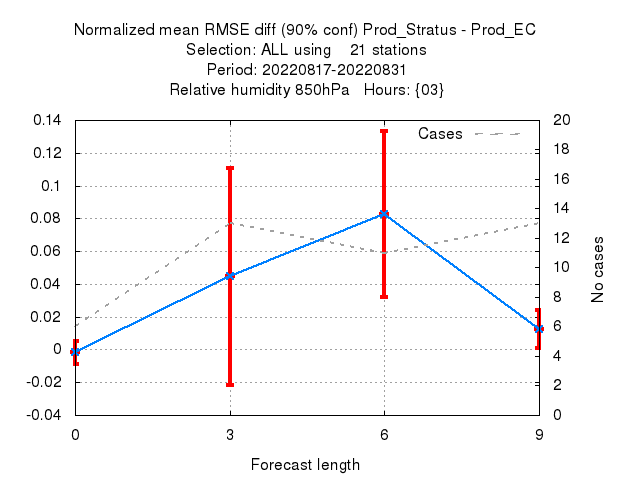 Normalized mean RMSE diff (90% conf) Prod_Stratus - Prod_EC
Selection: ALL using    21 stations
Period: 20220817-20220831
Relative humidity 850hPa   Hours: {03}
Cases
0.14
0.12
0.1
0.08
0.06
0.04
0.02
0
-0.02
-0.04
20
18
16
14
12
10
8
6
4
2
0
No cases
0 3 6 9
Forecast length